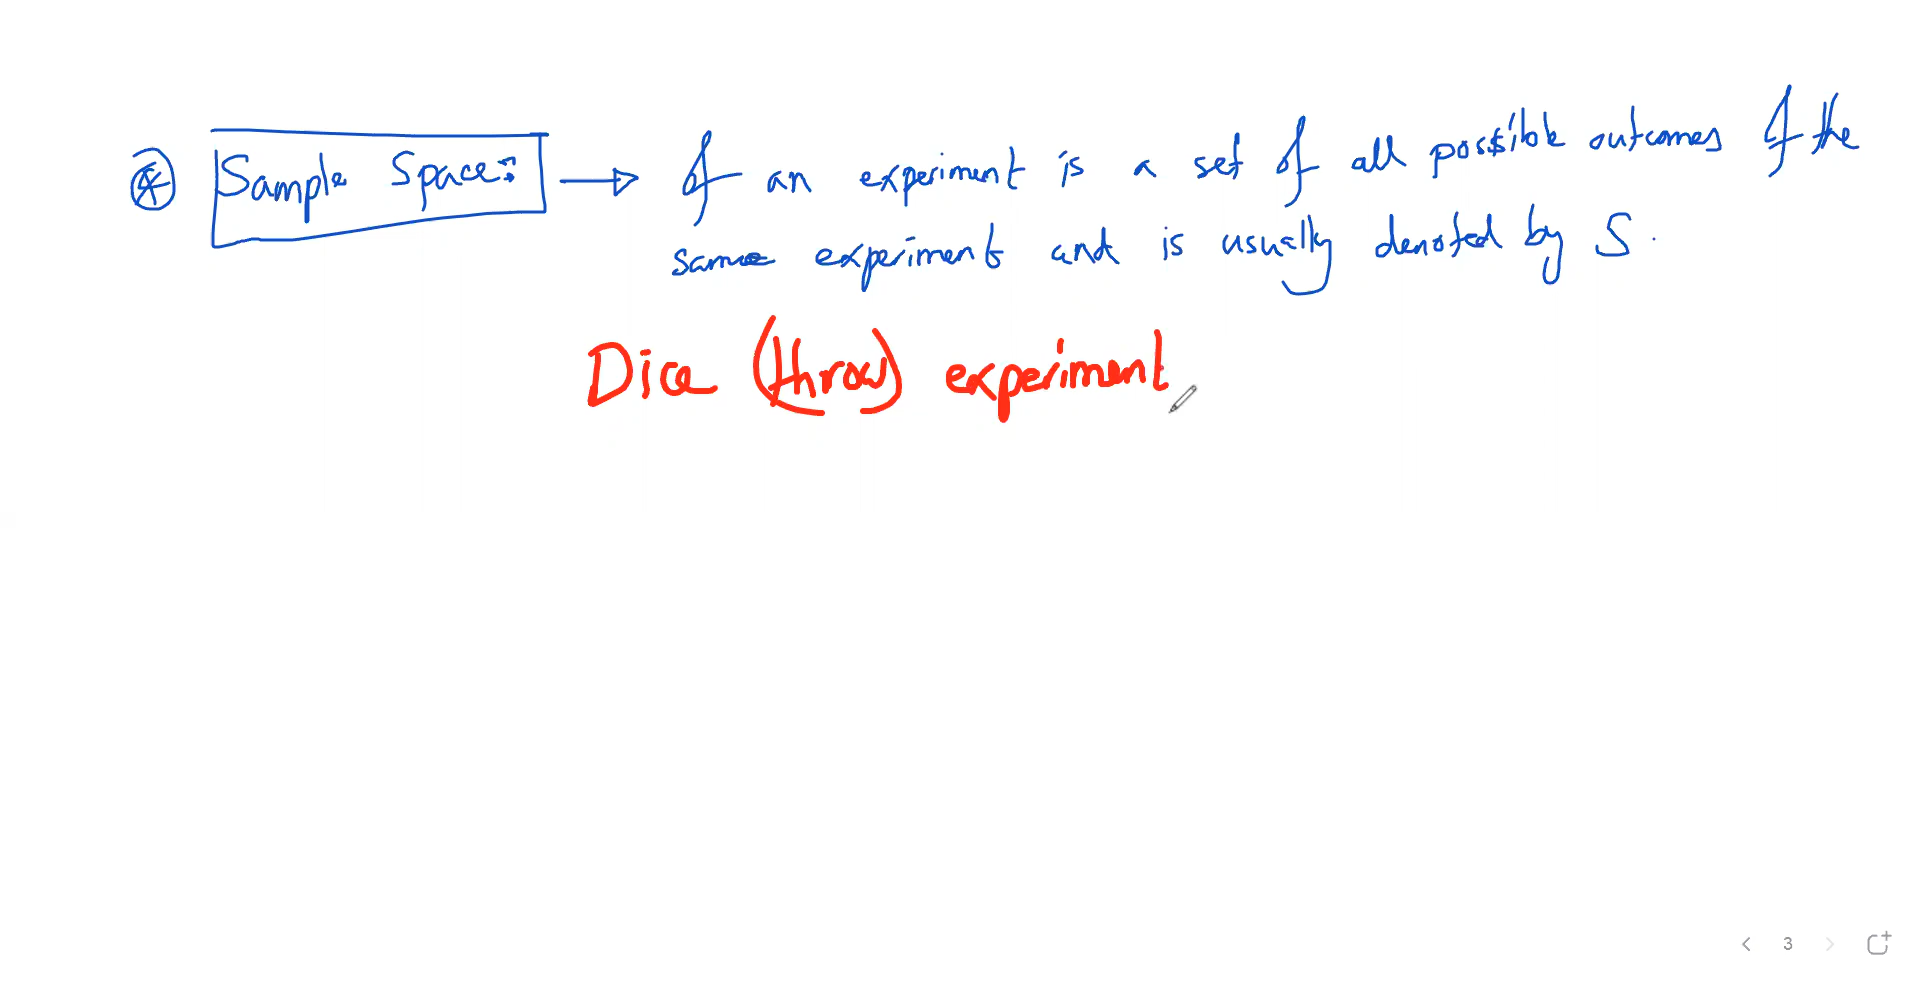 Sample Space: → of an experiment is a set of all possible outcomes of the
same experiment and is usually denoted by S.
Dice (throw) experiment
3